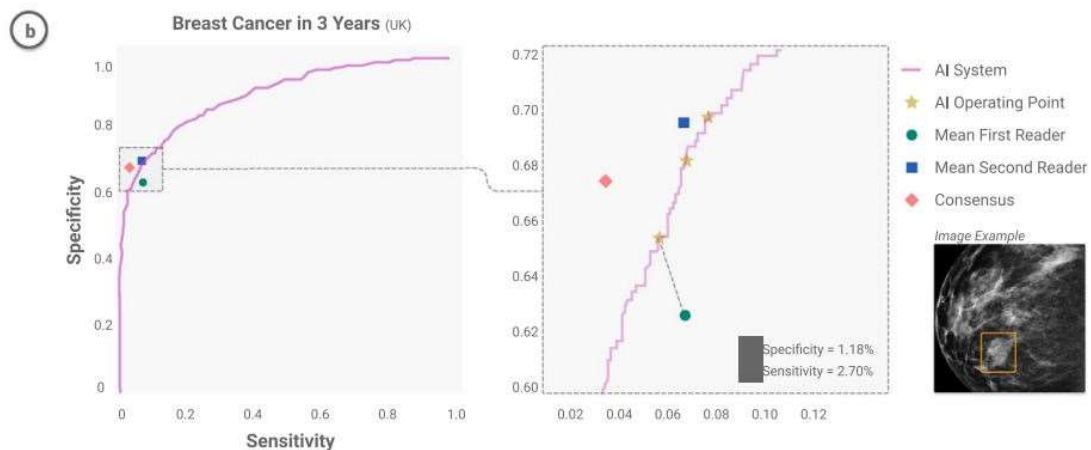 b
Breast Cancer in 3 Years (UK)
Specificity
1.0
0.8
0.6
0.4
0.2
0
0
0.2
0.4
0.6
0.8
1.0
Sensitivity
0.72
0.70
0.68
0.66
0.64
0.62
0.60
0.02
0.04
0.06
0.08
0.10
0.12
Specificity = 1.18%
Sensitivity = 2.70%
AI System
AI Operating Point
Mean First Reader
Mean Second Reader
Consensus
Image Example